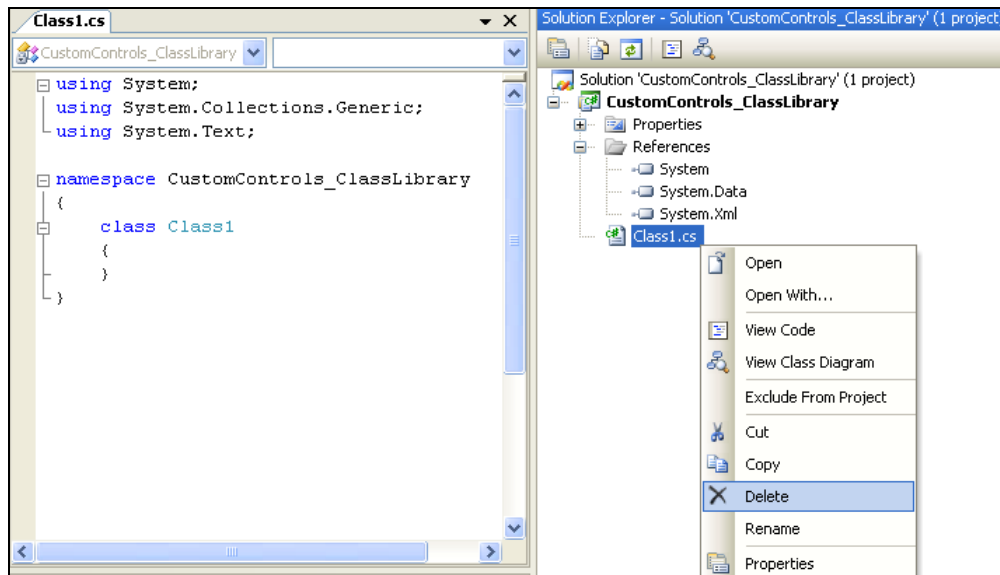 Class1.cs
CustomControls_ClassLibrary
using System;
using System.Collections.Generic;
using System.Text;
namespace CustomControls_ClassLibrary
{
class Class1
{
}
}
Solution Explorer - Solution 'CustomControls_ClassLibrary' (1 project
Solution 'CustomControls_ClassLibrary' (1 project)
CustomControls_ClassLibrary
Properties
References
System
System.Data
System.Xml
Class1.cs
Open
Open With...
View Code
View Class Diagram
Exclude From Project
Cut
Copy
Delete
Rename
Properties